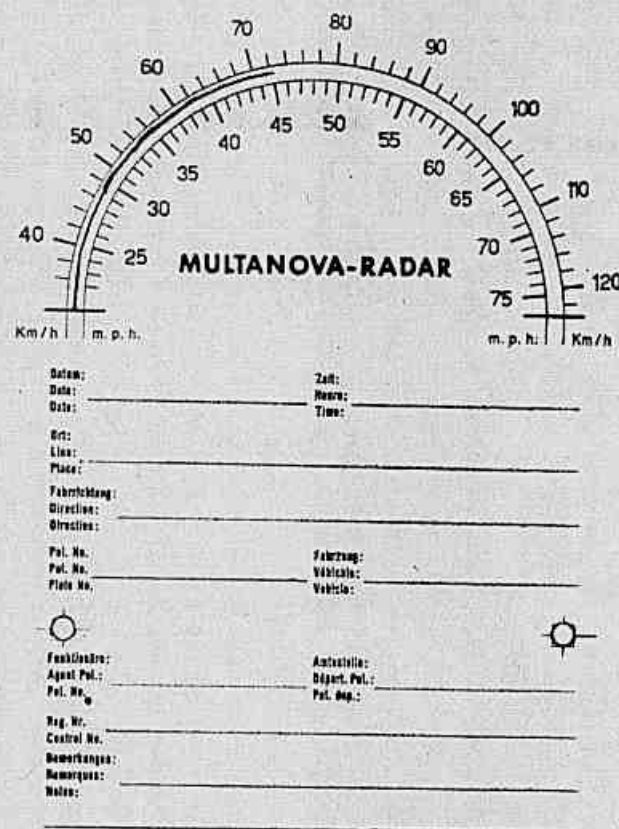 40 50 60 70 80 90 100 110 120
25 30 35 40 45 50 55 60 65 70 75
MULTANOVA-RADAR
Km/h m. p. h. m. p. h. Km/h
Datum: Zeit:
Date: Heure:
Date: Time:
Ort:
Lieu:
Place:
Fahrrichtung:
Direction:
Direction:
Pol. No. Fahrzeug:
Pol. No. Véhicule:
Plate No. Vehicle:
Funktionäre: Amtsstelle:
Agent Pol.: Départ. Pol.:
Pol. No. Pol. dep.:
Reg. Nr.
Control No.
Bemerkungen:
Remarques:
Notes: